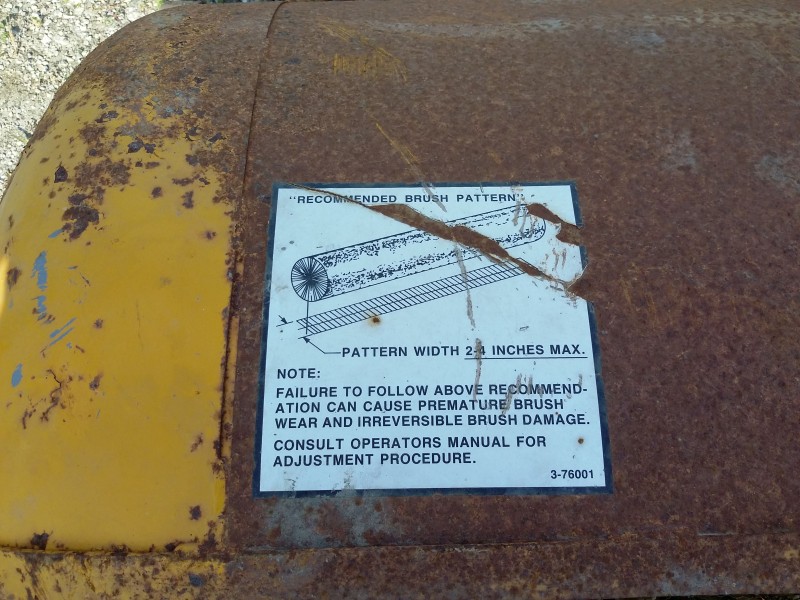 "RECOMMENDED BRUSH PATTERN"
PATTERN WIDTH 2-4 INCHES MAX.
NOTE:
FAILURE TO FOLLOW ABOVE RECOMMEND-
ATION CAN CAUSE PREMATURE BRUSH
WEAR AND IRREVERSIBLE BRUSH DAMAGE.
CONSULT OPERATORS MANUAL FOR
ADJUSTMENT PROCEDURE.
3-76001